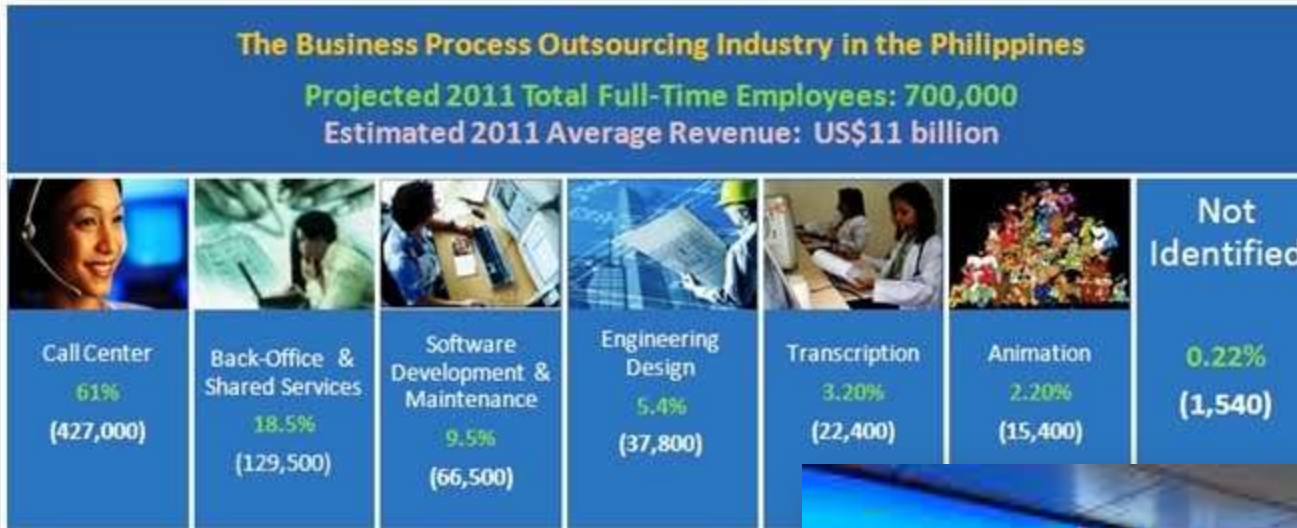 The Business Process Outsourcing Industry in the Philippines
Projected 2011 Total Full-Time Employees: 700,000
Estimated 2011 Average Revenue: US$11 billion
Call Center
61%
(427,000)
Back-Office &
Shared Services
18.5%
(129,500)
Software
Development &
Maintenance
9.5%
(66,500)
Engineering
Design
5.4%
(37,800)
Transcription
3.20%
(22,400)
Animation
2.20%
(15,400)
Not
Identified
0.22%
(1,540)